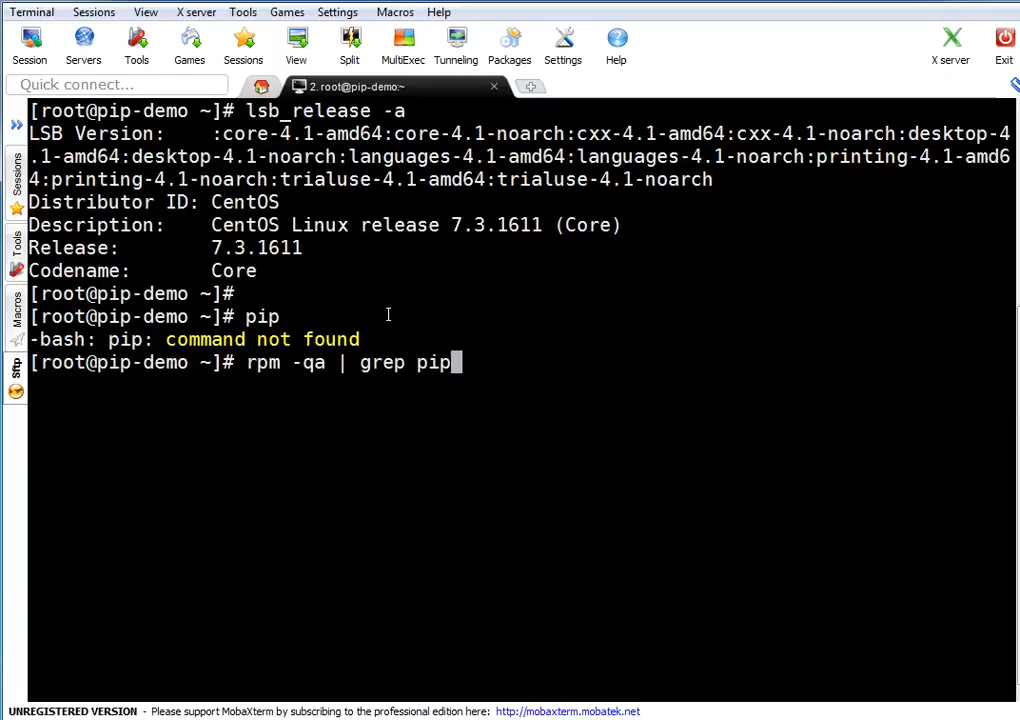 Terminal Sessions View X server Tools Games Settings Macros Help
Session Servers Tools Games Sessions View Split MultiExec Tunneling Packages Settings Help X server Exit
Quick connect... 2. root@pip-demo:~
[root@pip-demo ~]# lsb_release -a
LSB Version:    :core-4.1-amd64:core-4.1-noarch:cxx-4.1-amd64:cxx-4.1-noarch:desktop-4
.1-amd64:desktop-4.1-noarch:languages-4.1-amd64:languages-4.1-noarch:printing-4.1-amd6
4:printing-4.1-noarch:trialuse-4.1-amd64:trialuse-4.1-noarch
Distributor ID: CentOS
Description:    CentOS Linux release 7.3.1611 (Core)
Release:        7.3.1611
Codename:       Core
[root@pip-demo ~]#
[root@pip-demo ~]# pip
-bash: pip: command not found
[root@pip-demo ~]# rpm -qa | grep pip
Sessions
Tools
Macros
Sftp
UNREGISTERED VERSION - Please support MobaXterm by subscribing to the professional edition here: http://mobaxterm.mobatek.net